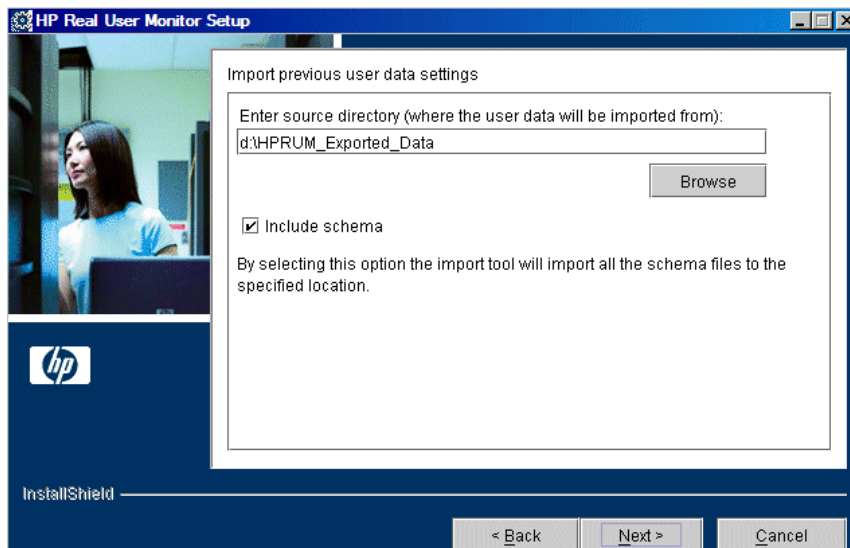 HP Real User Monitor Setup
Import previous user data settings
Enter source directory (where the user data will be imported from):
d:\HPRUM_Exported_Data
Browse
Include schema
By selecting this option the import tool will import all the schema files to the
specified location.
hp
InstallShield
< Back
Next >
Cancel